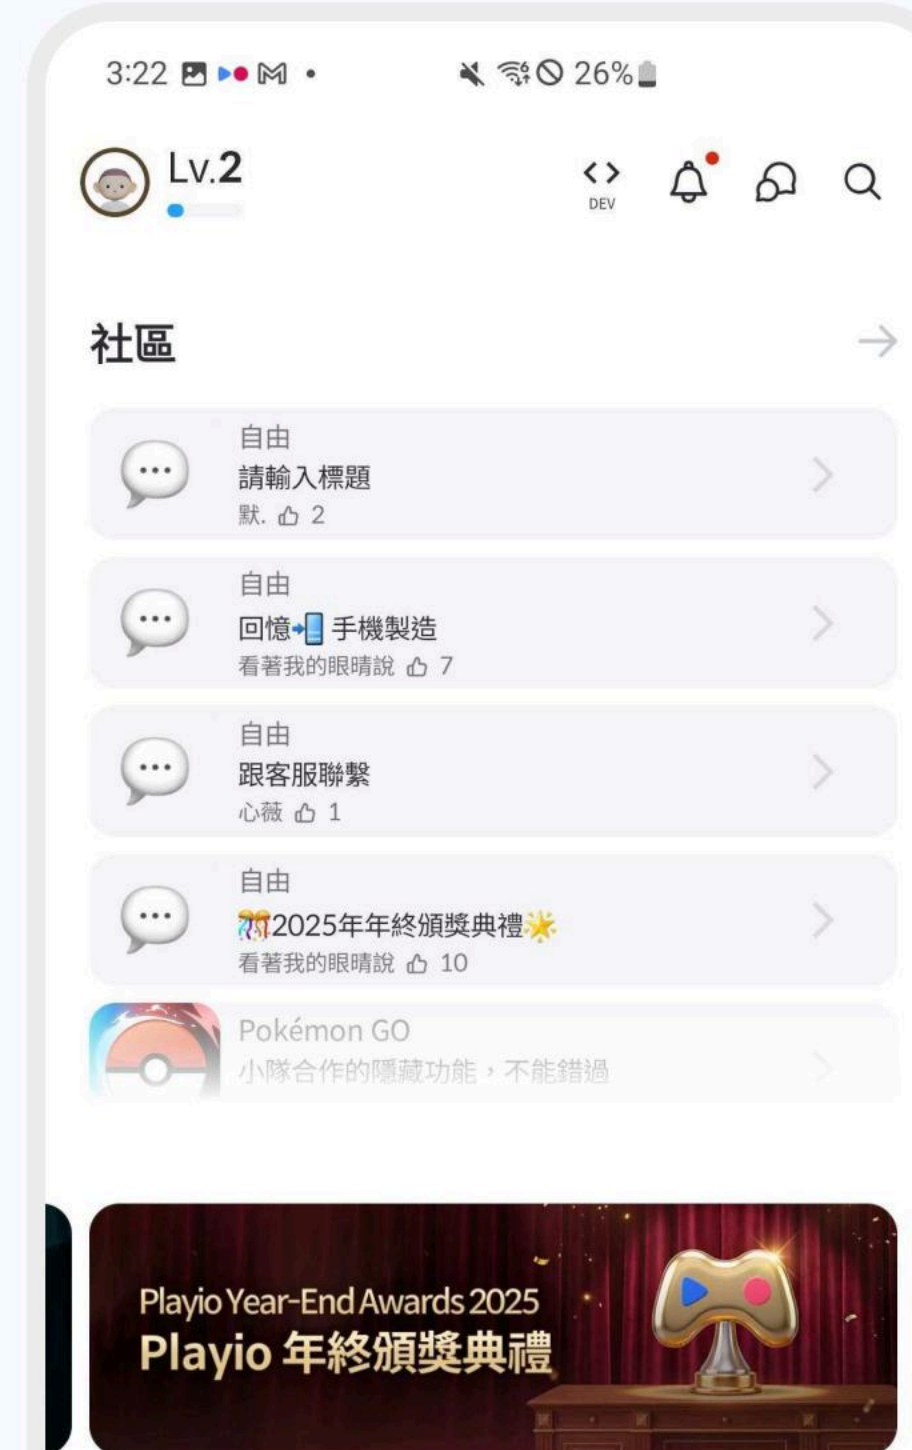 3:22 26%
Lv.2
DEV
社區
自由
請輸入標題
默. 2
自由
回憶📲 手機製造
看著我的眼睛說 7
自由
跟客服聯繫
心薇 1
自由
🎊2025年年終頒獎典禮🌟
看著我的眼睛說 10
Pokémon GO
小隊合作的隱藏功能，不能錯過
Playio Year-End Awards 2025
Playio 年終頒獎典禮